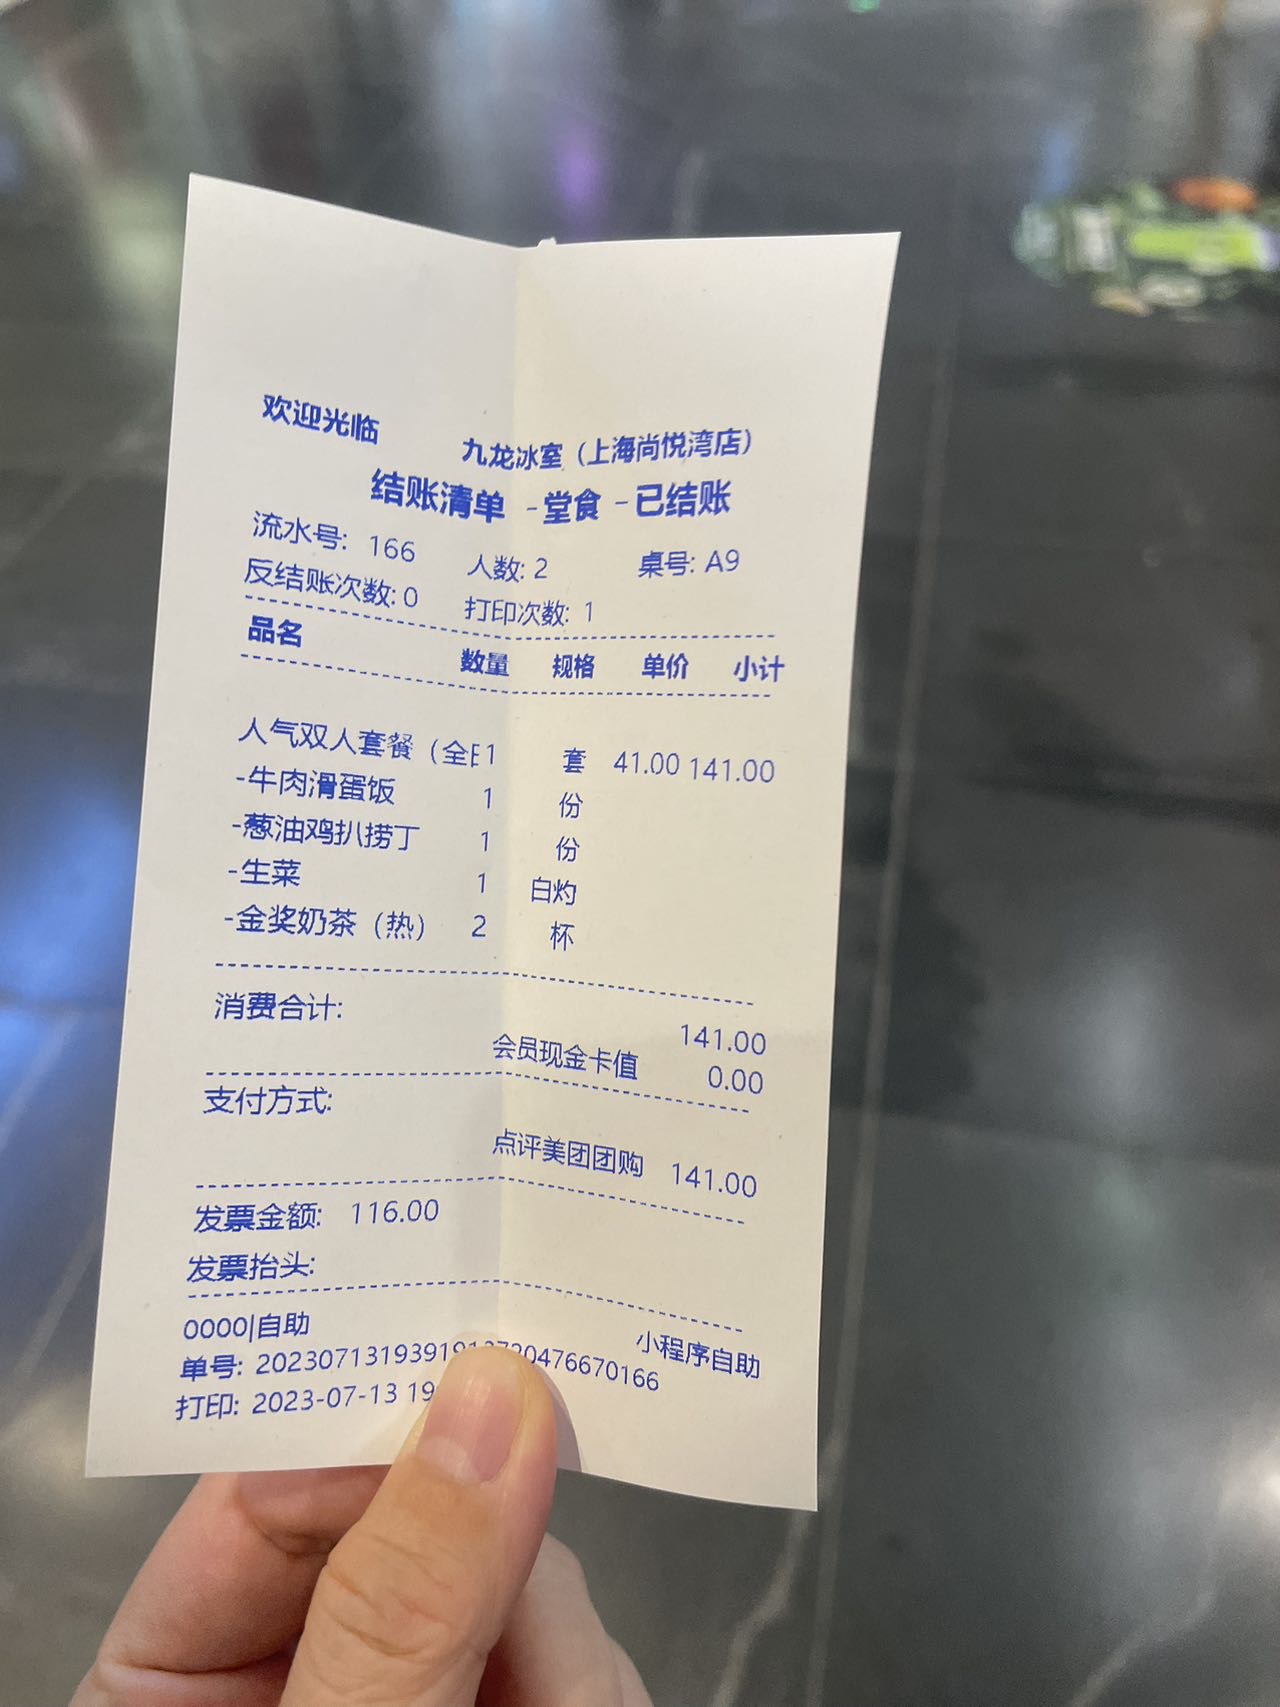 欢迎光临
九龙冰室（上海尚悦湾店）
结账清单 -堂食 -已结账
流水号: 166 人数: 2 桌号: A9
反结账次数: 0 打印次数: 1
品名 数量 规格 单价 小计
人气双人套餐（全 1 套 41.00 141.00
-牛肉滑蛋饭 1 份
-葱油鸡扒捞丁 1 份
-生菜 1 白灼
-金奖奶茶（热） 2 杯
消费合计: 141.00
会员现金卡值 0.00
支付方式:
点评美团团购 141.00
发票金额: 116.00
发票抬头:
0000|自助 小程序自助
单号: 202307131939191 20476670166
打印: 2023-07-13 19